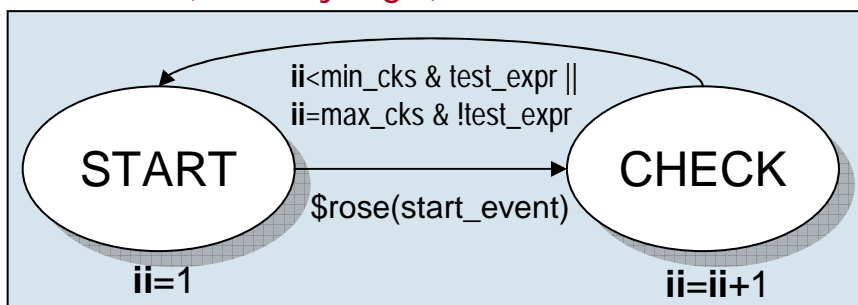 ii<min_cks & test_expr ||
ii=max_cks & !test_expr
START
CHECK
$rose(start_event)
ii=1
ii=ii+1